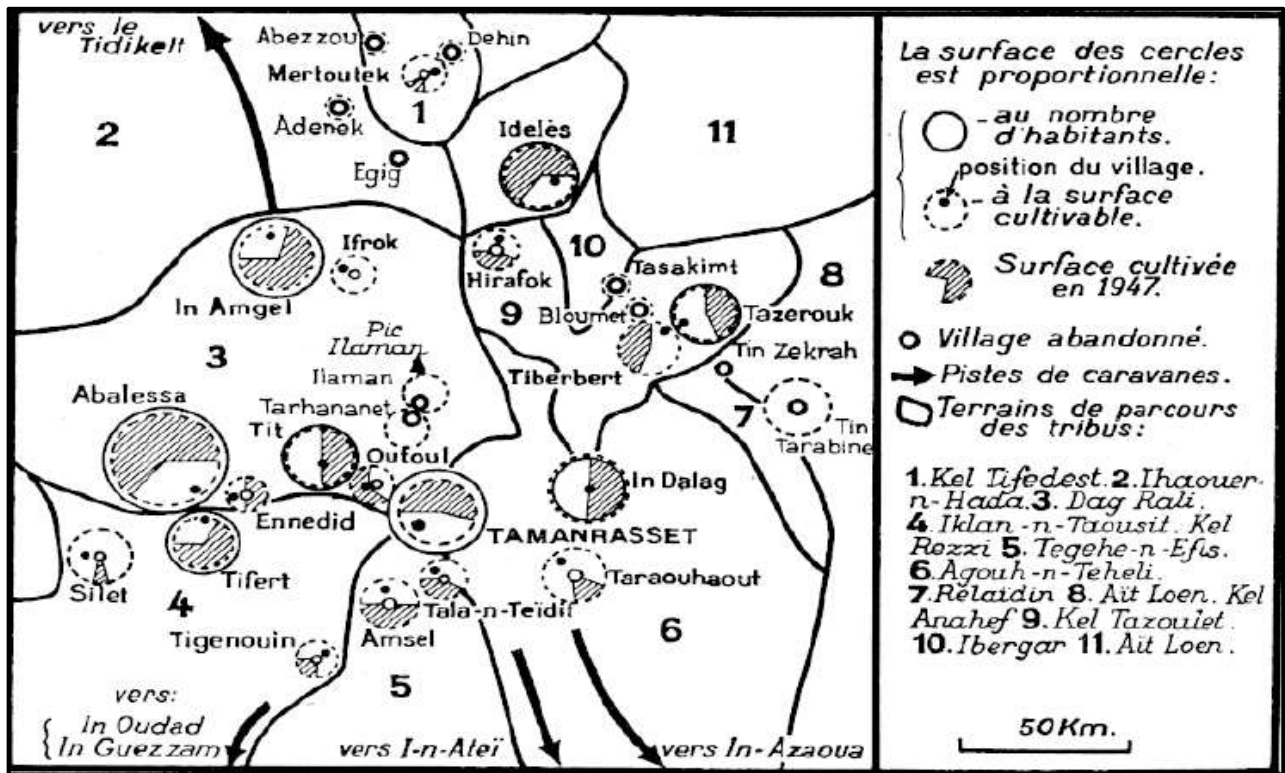 vers le
Tidikelt
Abezzou
Dehin
Mertoutek
1
2
Adenek
Idelès
11
Egig
Ifrok
10
Hirafok
Tasakimt
8
In Amgel
9
Bloumet
Tazerouk
Pic
Ilaman
Tin Zekrah
3
Ilaman
Tiberbert
Abalessa
Tarhananet
7
Tin
Tarabine
Tit
Oufoul
In Dalag
Ennedid
TAMANRASSET
Silet
Tifert
Taraouhaout
4
Tala-n-Teïdit
Amsel
6
Tigenouin
5
vers:
In Oudad
In Guezzam
vers I-n-Ateï
vers In-Azaoua
La surface des cercles
est proportionnelle:
- au nombre
d'habitants.
position du village.
- à la surface
cultivable.
Surface cultivée
en 1947.
Village abandonné.
Pistes de caravanes.
Terrains de parcours
des tribus:
1. Kel Tifedest. 2. Ihaouer-
n-Hada. 3. Dag Rali.
4. Iklan-n-Taousit. Kel
Rezzi 5. Tegehe-n-Efis.
6. Agouh-n-Teheli.
7. Relaidin 8. Aït Loen. Kel
Anahef 9. Kel Tazoulet.
10. Ibergar 11. Aït Loen.
50 Km.